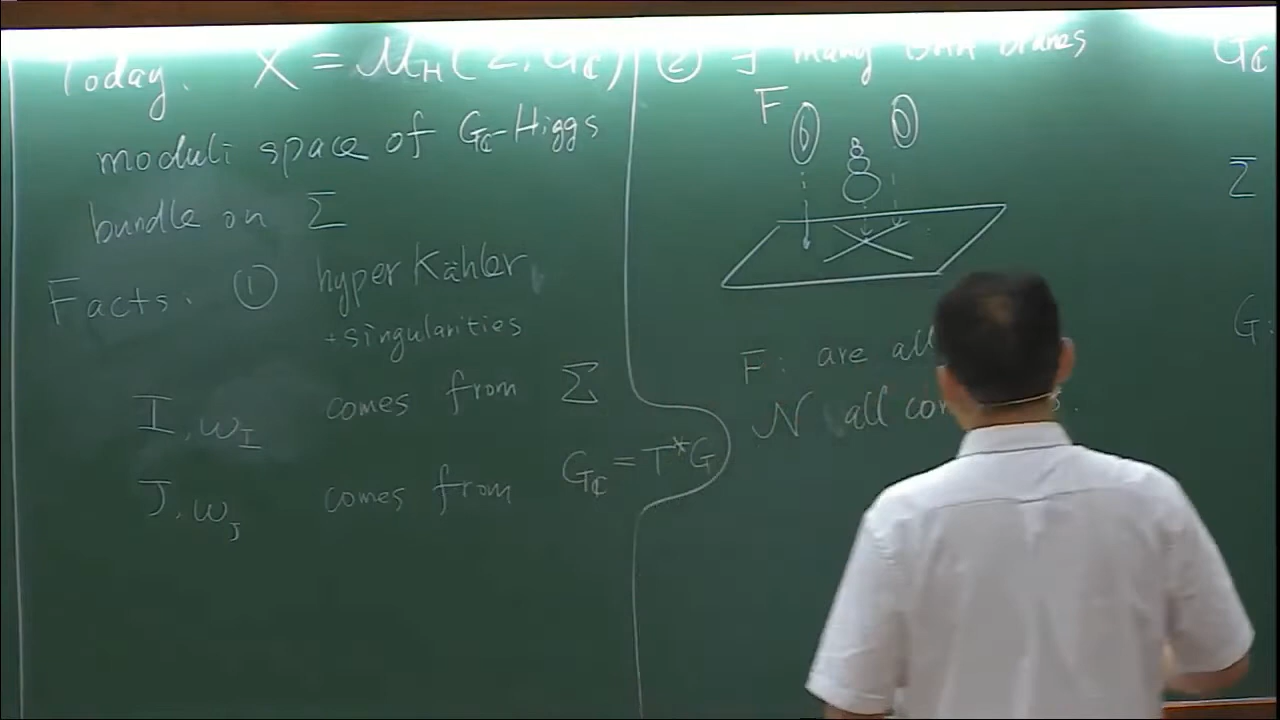 Today. X = M_H(Σ, G_ℂ)
moduli space of G_ℂ-Higgs
bundle on Σ
Facts. ① hyperKähler
+singularities
I, ω_I comes from Σ
J, ω_J comes from G_ℂ = T*G
② ∃ many branes
F
F : are all
N all
G_ℂ
Σ
G: